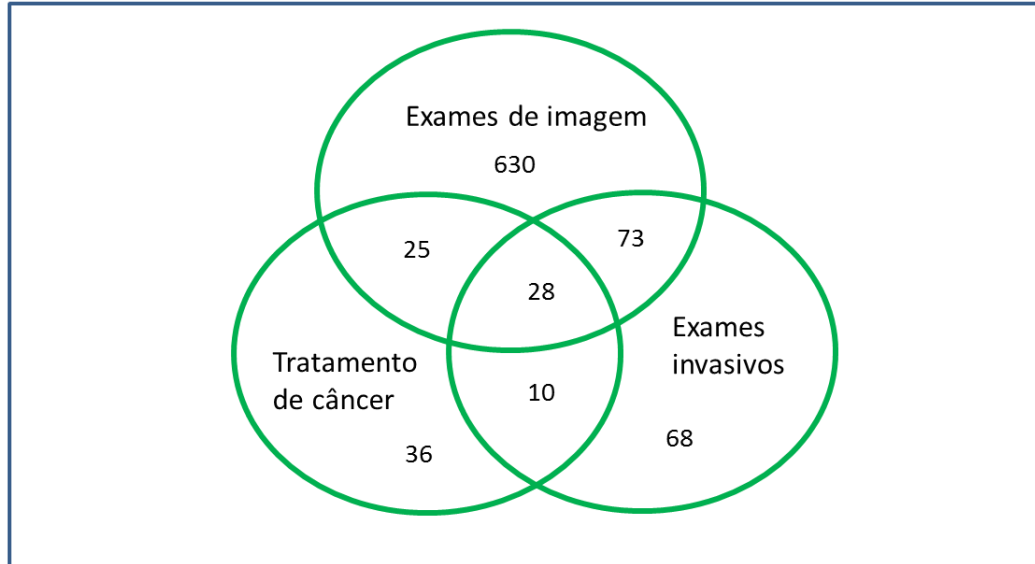 Exames de imagem
630
25
73
28
Exames
invasivos
Tratamento
de câncer
10
68
36